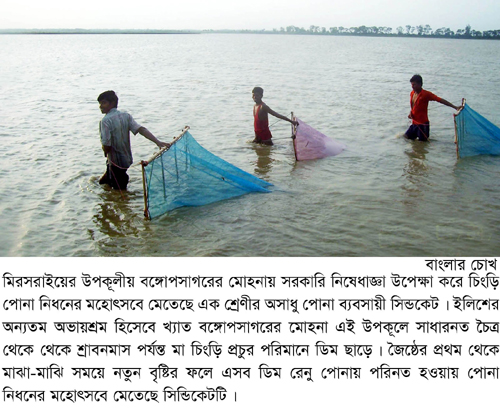 বাংলার চোখ
মিরসরাইয়ের উপকূলীয় বঙ্গোপসাগরের মোহনায় সরকারি নিষেধাজ্ঞা উপেক্ষা করে চিংড়ি
পোনা নিধনের মহোৎসবে মেতেছে এক শ্রেণীর অসাধু পোনা ব্যবসায়ী সিন্ডকেট । ইলিশের
অন্যতম অভায়শ্রম হিসেবে খ্যাত বঙ্গোপসাগরের মোহনা এই উপকূলে সাধারনত চৈত্র
থেকে থেকে শ্রাবনমাস পর্যন্ত মা চিংড়ি প্রচুর পরিমানে ডিম ছাড়ে । জৈষ্ঠের প্রথম থেকে
মাঝা-মাঝি সময়ে নতুন বৃষ্টির ফলে এসব ডিম রেনু পোনায় পরিনত হওয়ায় পোনা
নিধনের মহোৎসবে মেতেছে সিন্ডিকেটটি ।